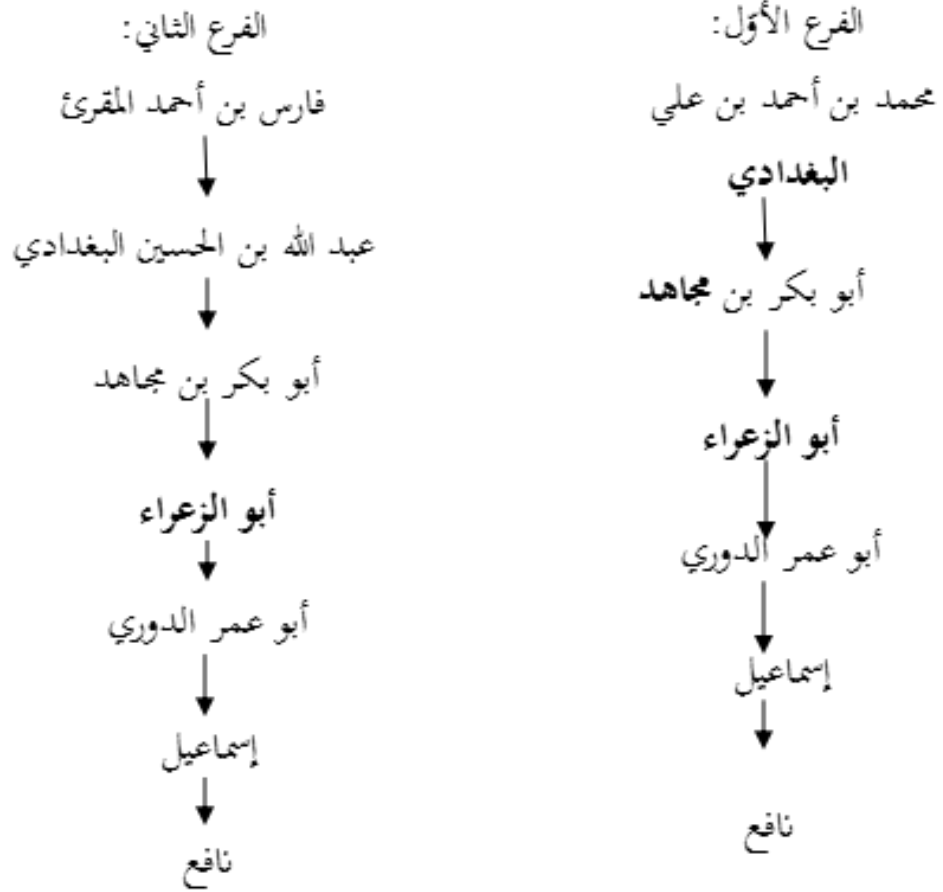 الفرع الأوّل:
محمد بن أحمد بن علي
البغدادي
أبو بكر بن مجاهد
أبو الزعراء
أبو عمر الدوري
إسماعيل
نافع
الفرع الثاني:
فارس بن أحمد المقرئ
عبد الله بن الحسين البغدادي
أبو بكر بن مجاهد
أبو الزعراء
أبو عمر الدوري
إسماعيل
نافع